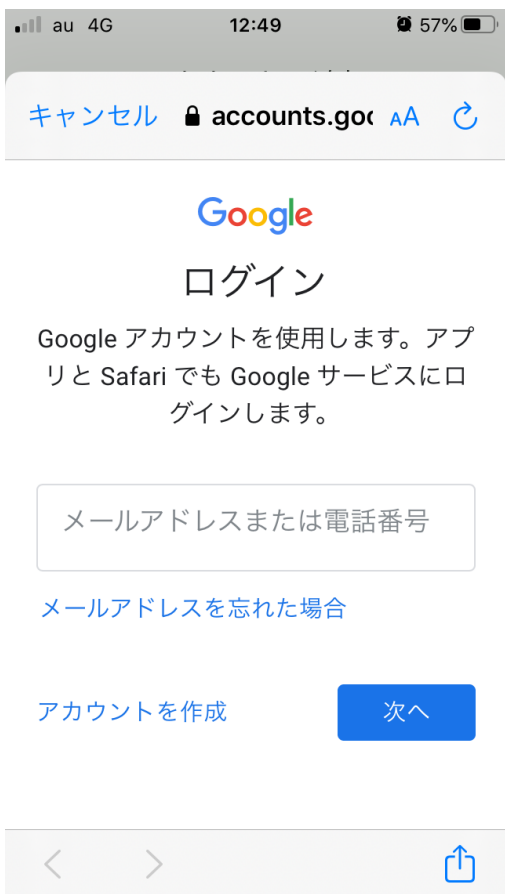 au 4G 12:49 57%
キャンセル accounts.goo AA
Google
ログイン
Google アカウントを使用します。アプ
リと Safari でも Google サービスにロ
グインします。
メールアドレスまたは電話番号
メールアドレスを忘れた場合
アカウントを作成 次へ